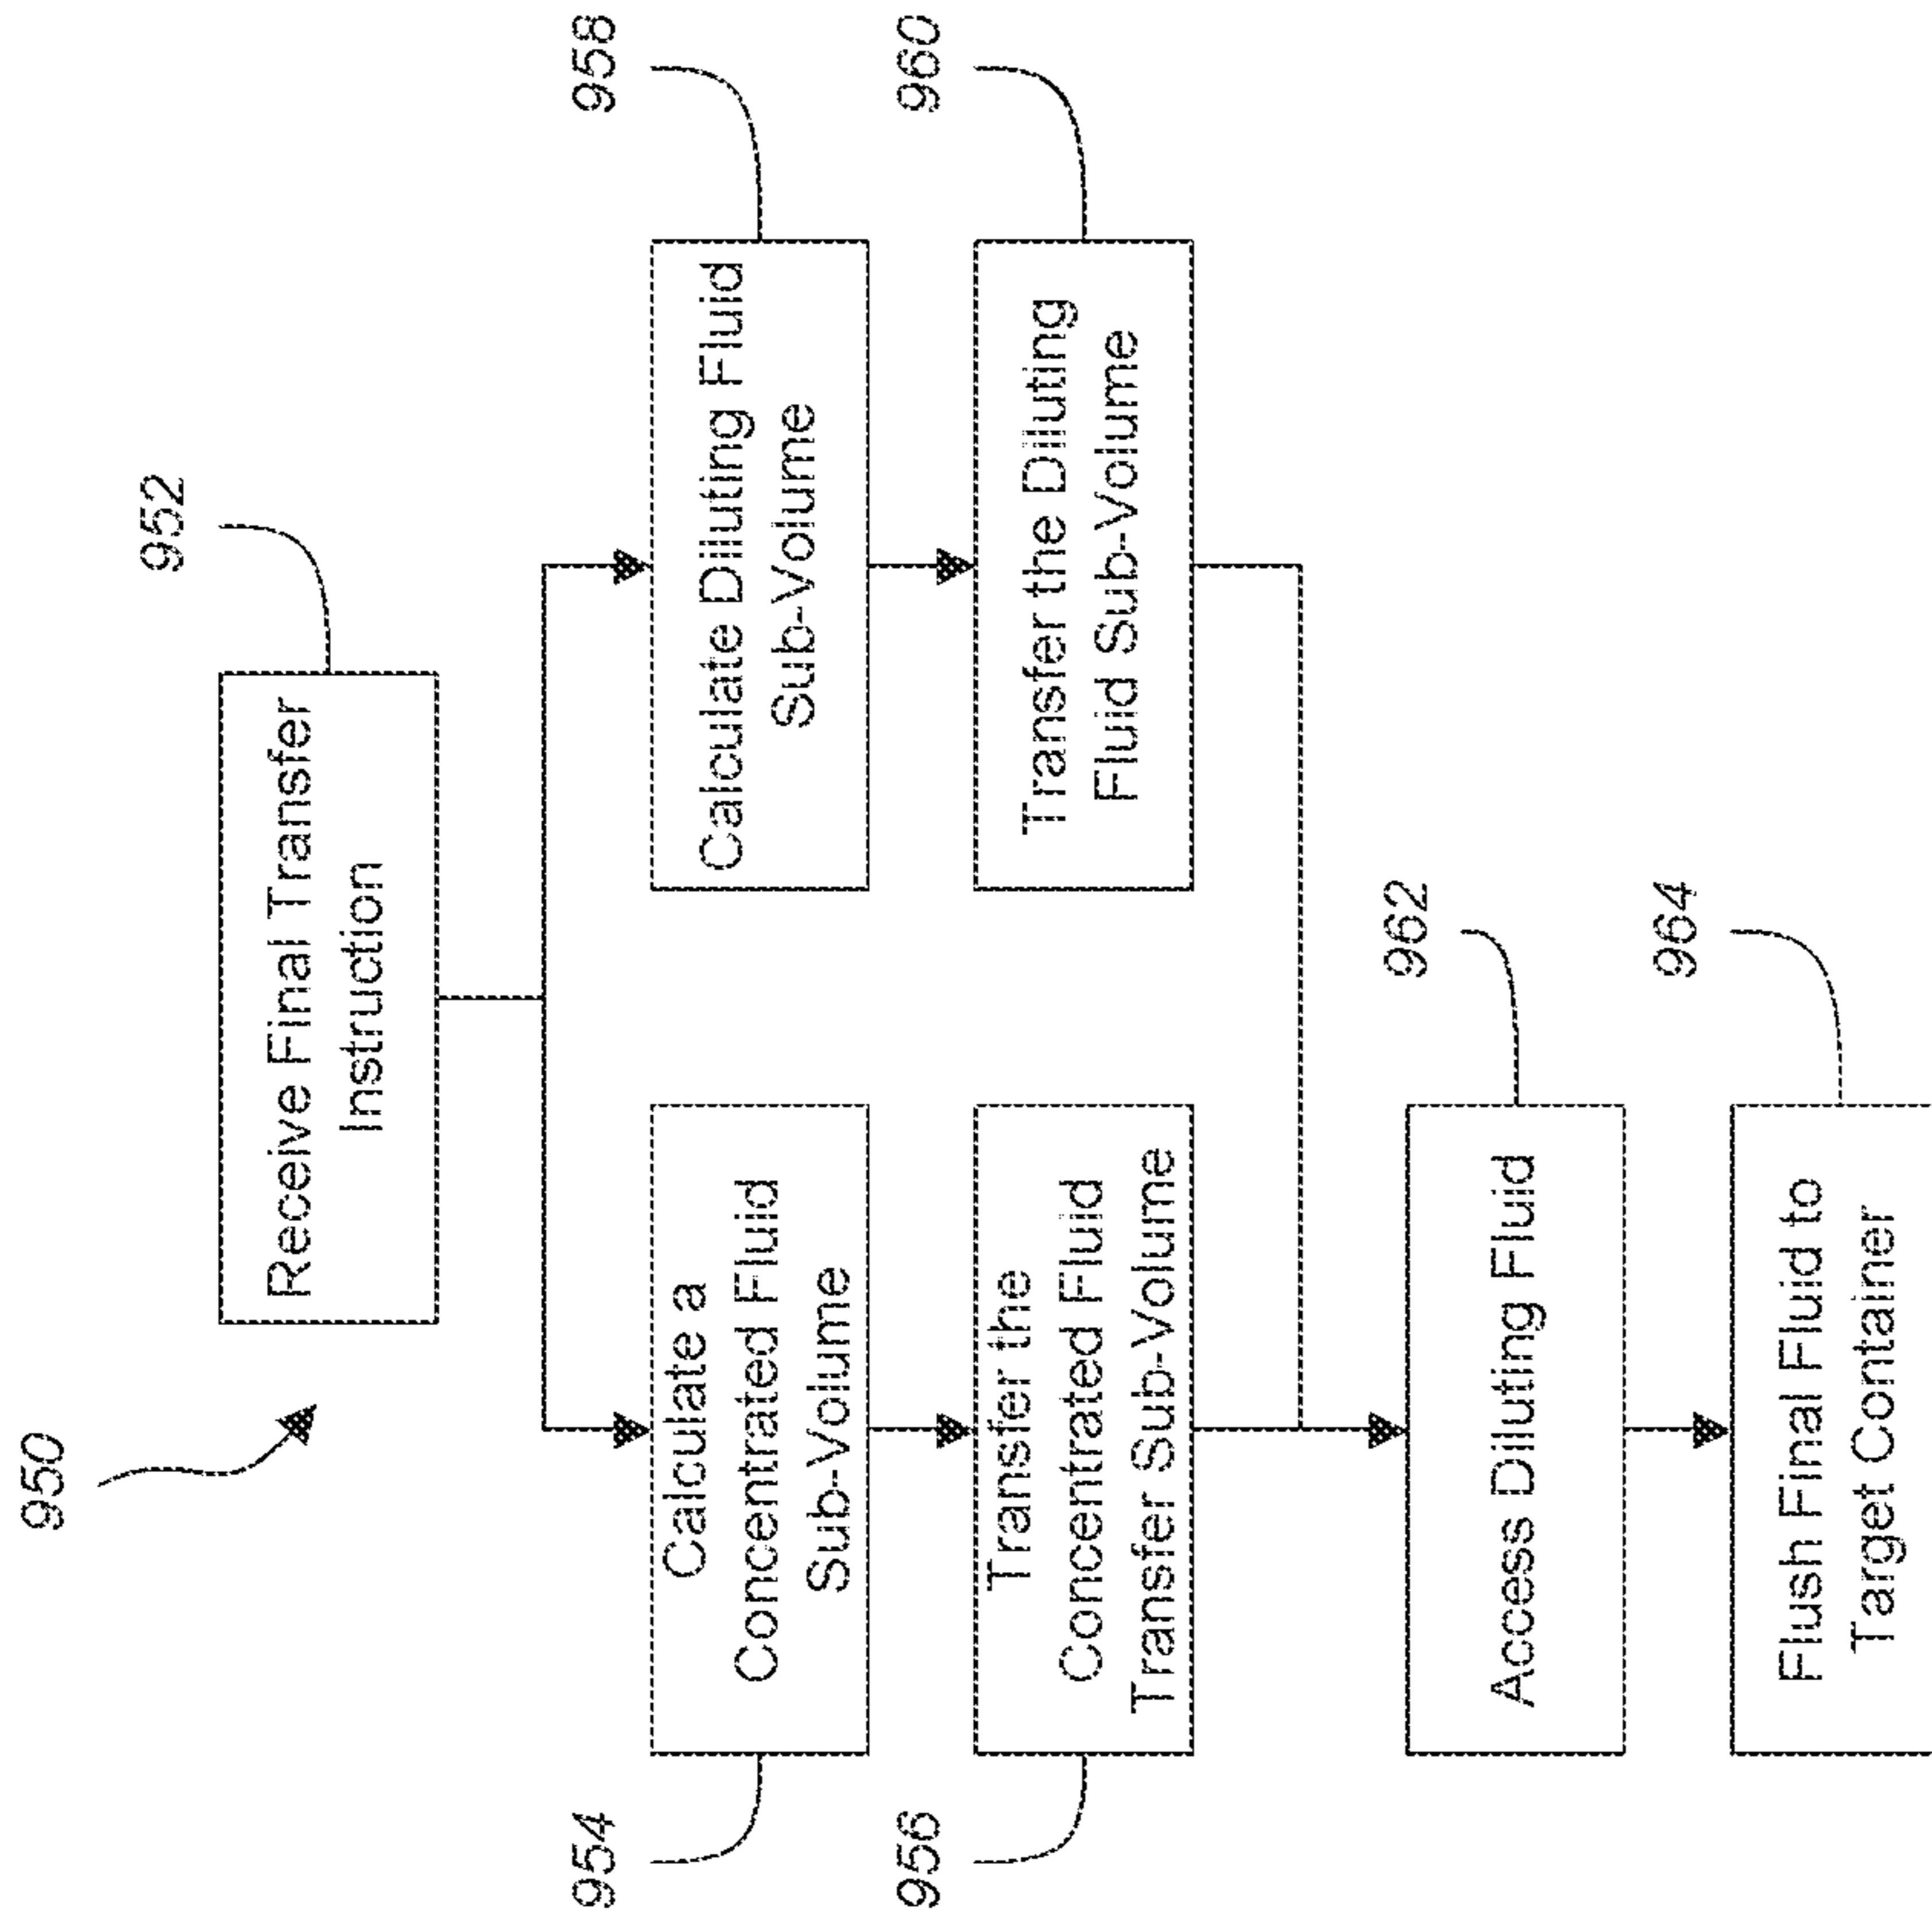 950
952
Receive Final Transfer
Instruction
954
Calculate a
Concentrated Fluid
Sub-Volume
958
Calculate Diluting Fluid
Sub-Volume
956
Transfer the
Concentrated Fluid
Transfer Sub-Volume
960
Transfer the Diluting
Fluid Sub-Volume
962
Access Diluting Fluid
964
Flush Final Fluid to
Target Container